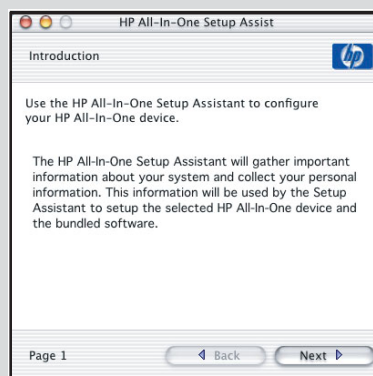 HP All-In-One Setup Assist
Introduction
hp
Use the HP All-In-One Setup Assistant to configure
your HP All-In-One device.
The HP All-In-One Setup Assistant will gather important
information about your system and collect your personal
information. This information will be used by the Setup
Assistant to setup the selected HP All-In-One device and
the bundled software.
Page 1
Back
Next